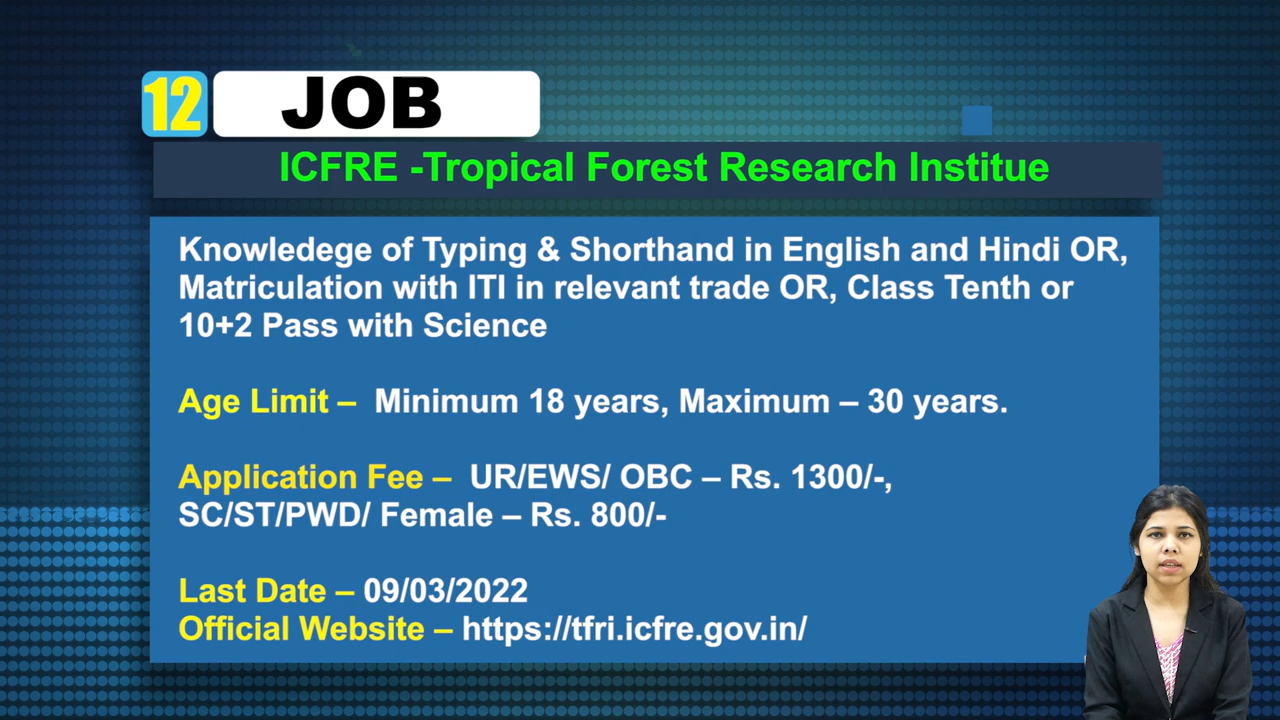 12 JOB
ICFRE -Tropical Forest Research Institue
Knowledege of Typing & Shorthand in English and Hindi OR,
Matriculation with ITI in relevant trade OR, Class Tenth or
10+2 Pass with Science
Age Limit – Minimum 18 years, Maximum – 30 years.
Application Fee – UR/EWS/ OBC – Rs. 1300/-,
SC/ST/PWD/ Female – Rs. 800/-
Last Date – 09/03/2022
Official Website – https://tfri.icfre.gov.in/